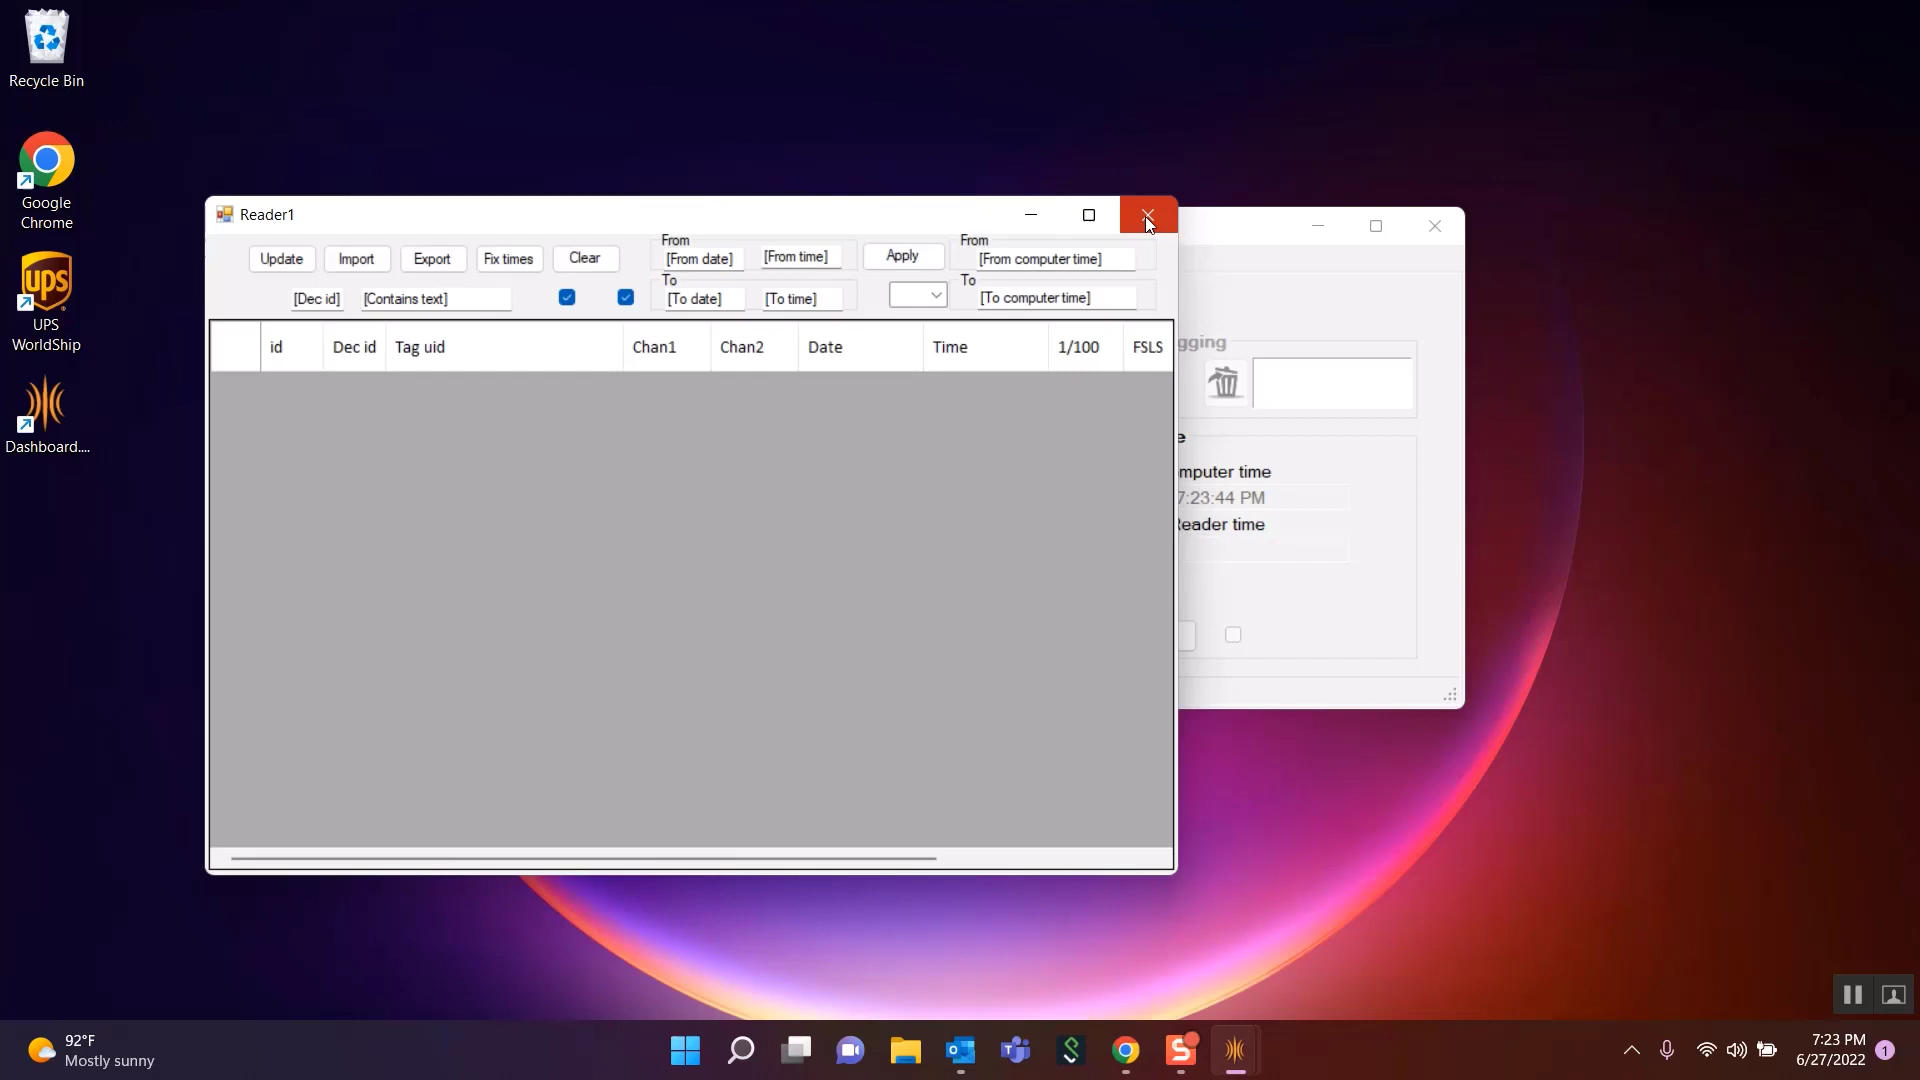 Recycle Bin
Google
Chrome
UPS
WorldShip
Dashboard....
Reader1
Update
Import
Export
Fix times
Clear
From
[From date]
[From time]
Apply
From
[From computer time]
[Dec id]
[Contains text]
To
[To date]
[To time]
To
[To computer time]
id
Dec id
Tag uid
Chan1
Chan2
Date
Time
1/100
FSLS
gging
e
mputer time
7:23:44 PM
Reader time
92°F
Mostly sunny
7:23 PM
6/27/2022
1